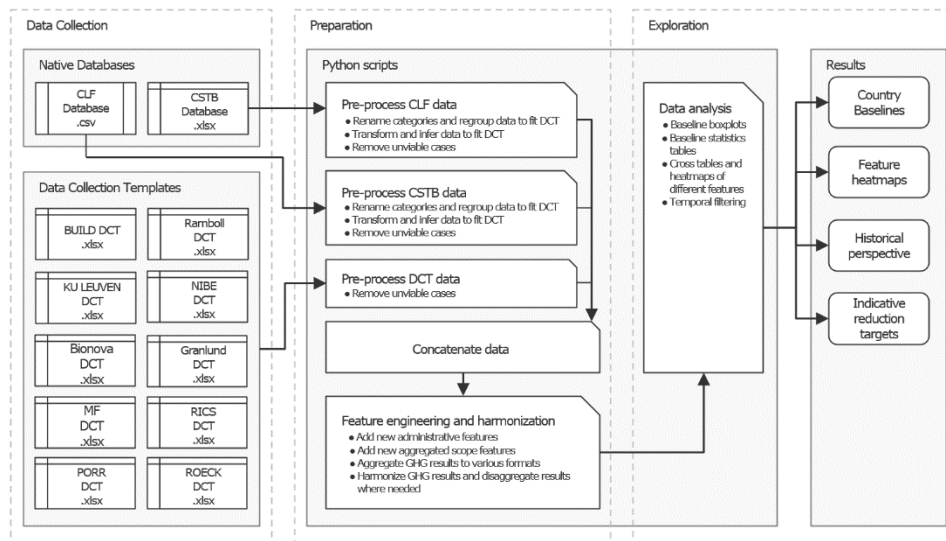 Data Collection
Native Databases
CLF
Database
.csv
CSTB
Database
.xlsx
Data Collection Templates
BUILD DCT
.xlsx
Ramboll
DCT
.xlsx
KU LEUVEN
DCT
.xlsx
NIBE
DCT
.xlsx
Bionova
DCT
.xlsx
Granlund
DCT
.xlsx
MF
DCT
.xlsx
RICS
DCT
.xlsx
PORR
DCT
.xlsx
ROECK
DCT
.xlsx
Preparation
Python scripts
Pre-process CLF data
● Rename categories and regroup data to fit DCT
● Transform and infer data to fit DCT
● Remove unviable cases
Pre-process CSTB data
● Rename categories and regroup data to fit DCT
● Transform and infer data to fit DCT
● Remove unviable cases
Pre-process DCT data
● Remove unviable cases
Concatenate data
Feature engineering and harmonization
● Add new administrative features
● Add new aggregated scope features
● Aggregate GHG results to various formats
● Harmonize GHG results and disaggregate results
where needed
Exploration
Data analysis
● Baseline boxplots
● Baseline statistics
tables
● Cross tables and
heatmaps of
different features
● Temporal filtering
Results
Country
Baselines
Feature
heatmaps
Historical
perspective
Indicative
reduction
targets